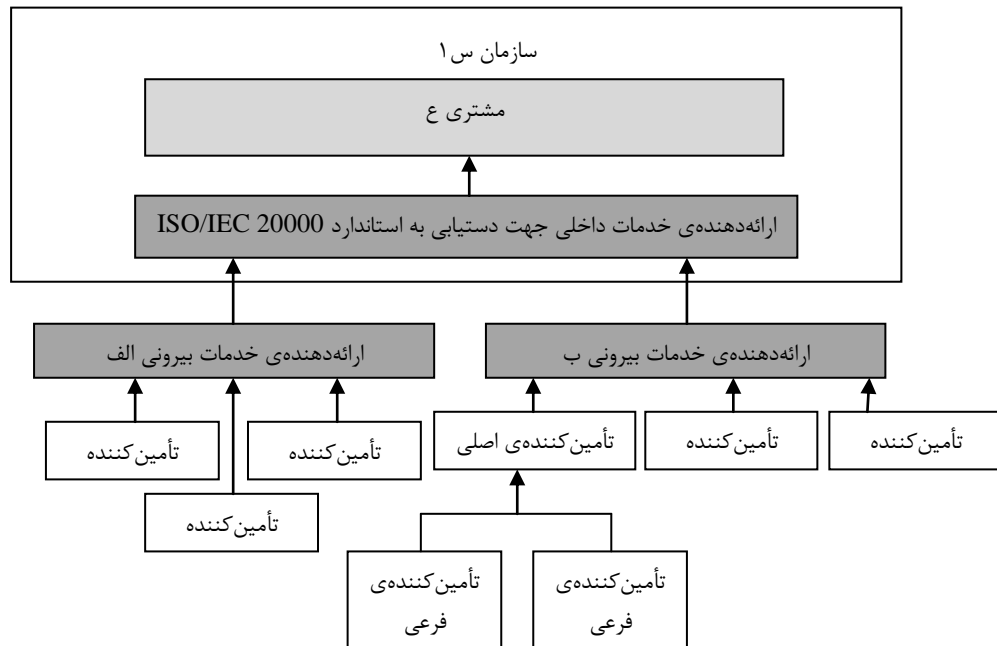 سازمان س۱
مشتری ع
ارائه‌دهنده‌ی خدمات داخلی جهت دستیابی به استاندارد ISO/IEC 20000
ارائه‌دهنده‌ی خدمات بیرونی ب
ارائه‌دهنده‌ی خدمات بیرونی الف
تأمین‌کننده
تأمین‌کننده
تأمین‌کننده‌ی اصلی
تأمین‌کننده
تأمین‌کننده
تأمین‌کننده
تأمین‌کننده‌ی
فرعی
تأمین‌کننده‌ی
فرعی